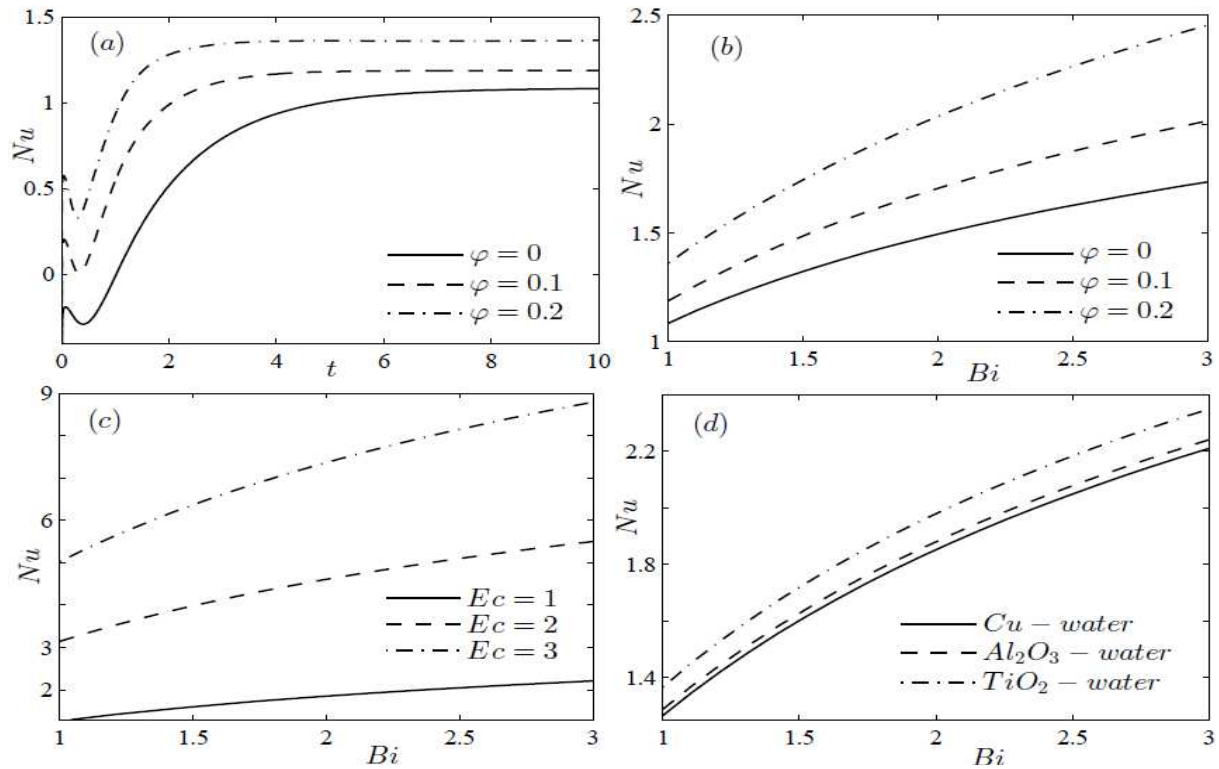 (a)
Nu
1.5
1
0.5
0
φ = 0
φ = 0.1
φ = 0.2
0 2 4 6 8 10
t
(b)
Nu
2.5
2
1.5
1
φ = 0
φ = 0.1
φ = 0.2
1 1.5 2 2.5 3
Bi
(c)
Nu
9
6
3
2
Ec = 1
Ec = 2
Ec = 3
1 1.5 2 2.5 3
Bi
(d)
Nu
2.2
1.8
1.4
Cu − water
Al₂O₃ − water
TiO₂ − water
1 1.5 2 2.5 3
Bi